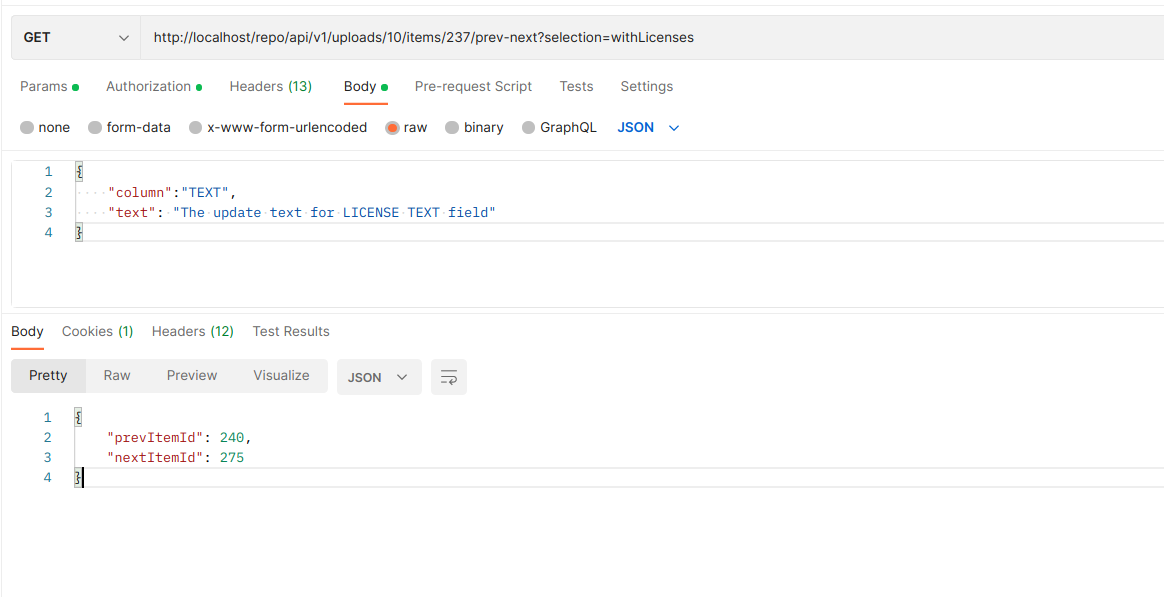 GET http://localhost/repo/api/v1/uploads/10/items/237/prev-next?selection=withLicenses
Params Authorization Headers (13) Body Pre-request Script Tests Settings
none form-data x-www-form-urlencoded raw binary GraphQL JSON
1 {
2 "column":"TEXT",
3 "text": "The update text for LICENSE TEXT field"
4 }
Body Cookies (1) Headers (12) Test Results
Pretty Raw Preview Visualize JSON
1 {
2 "prevItemId": 240,
3 "nextItemId": 275
4 }